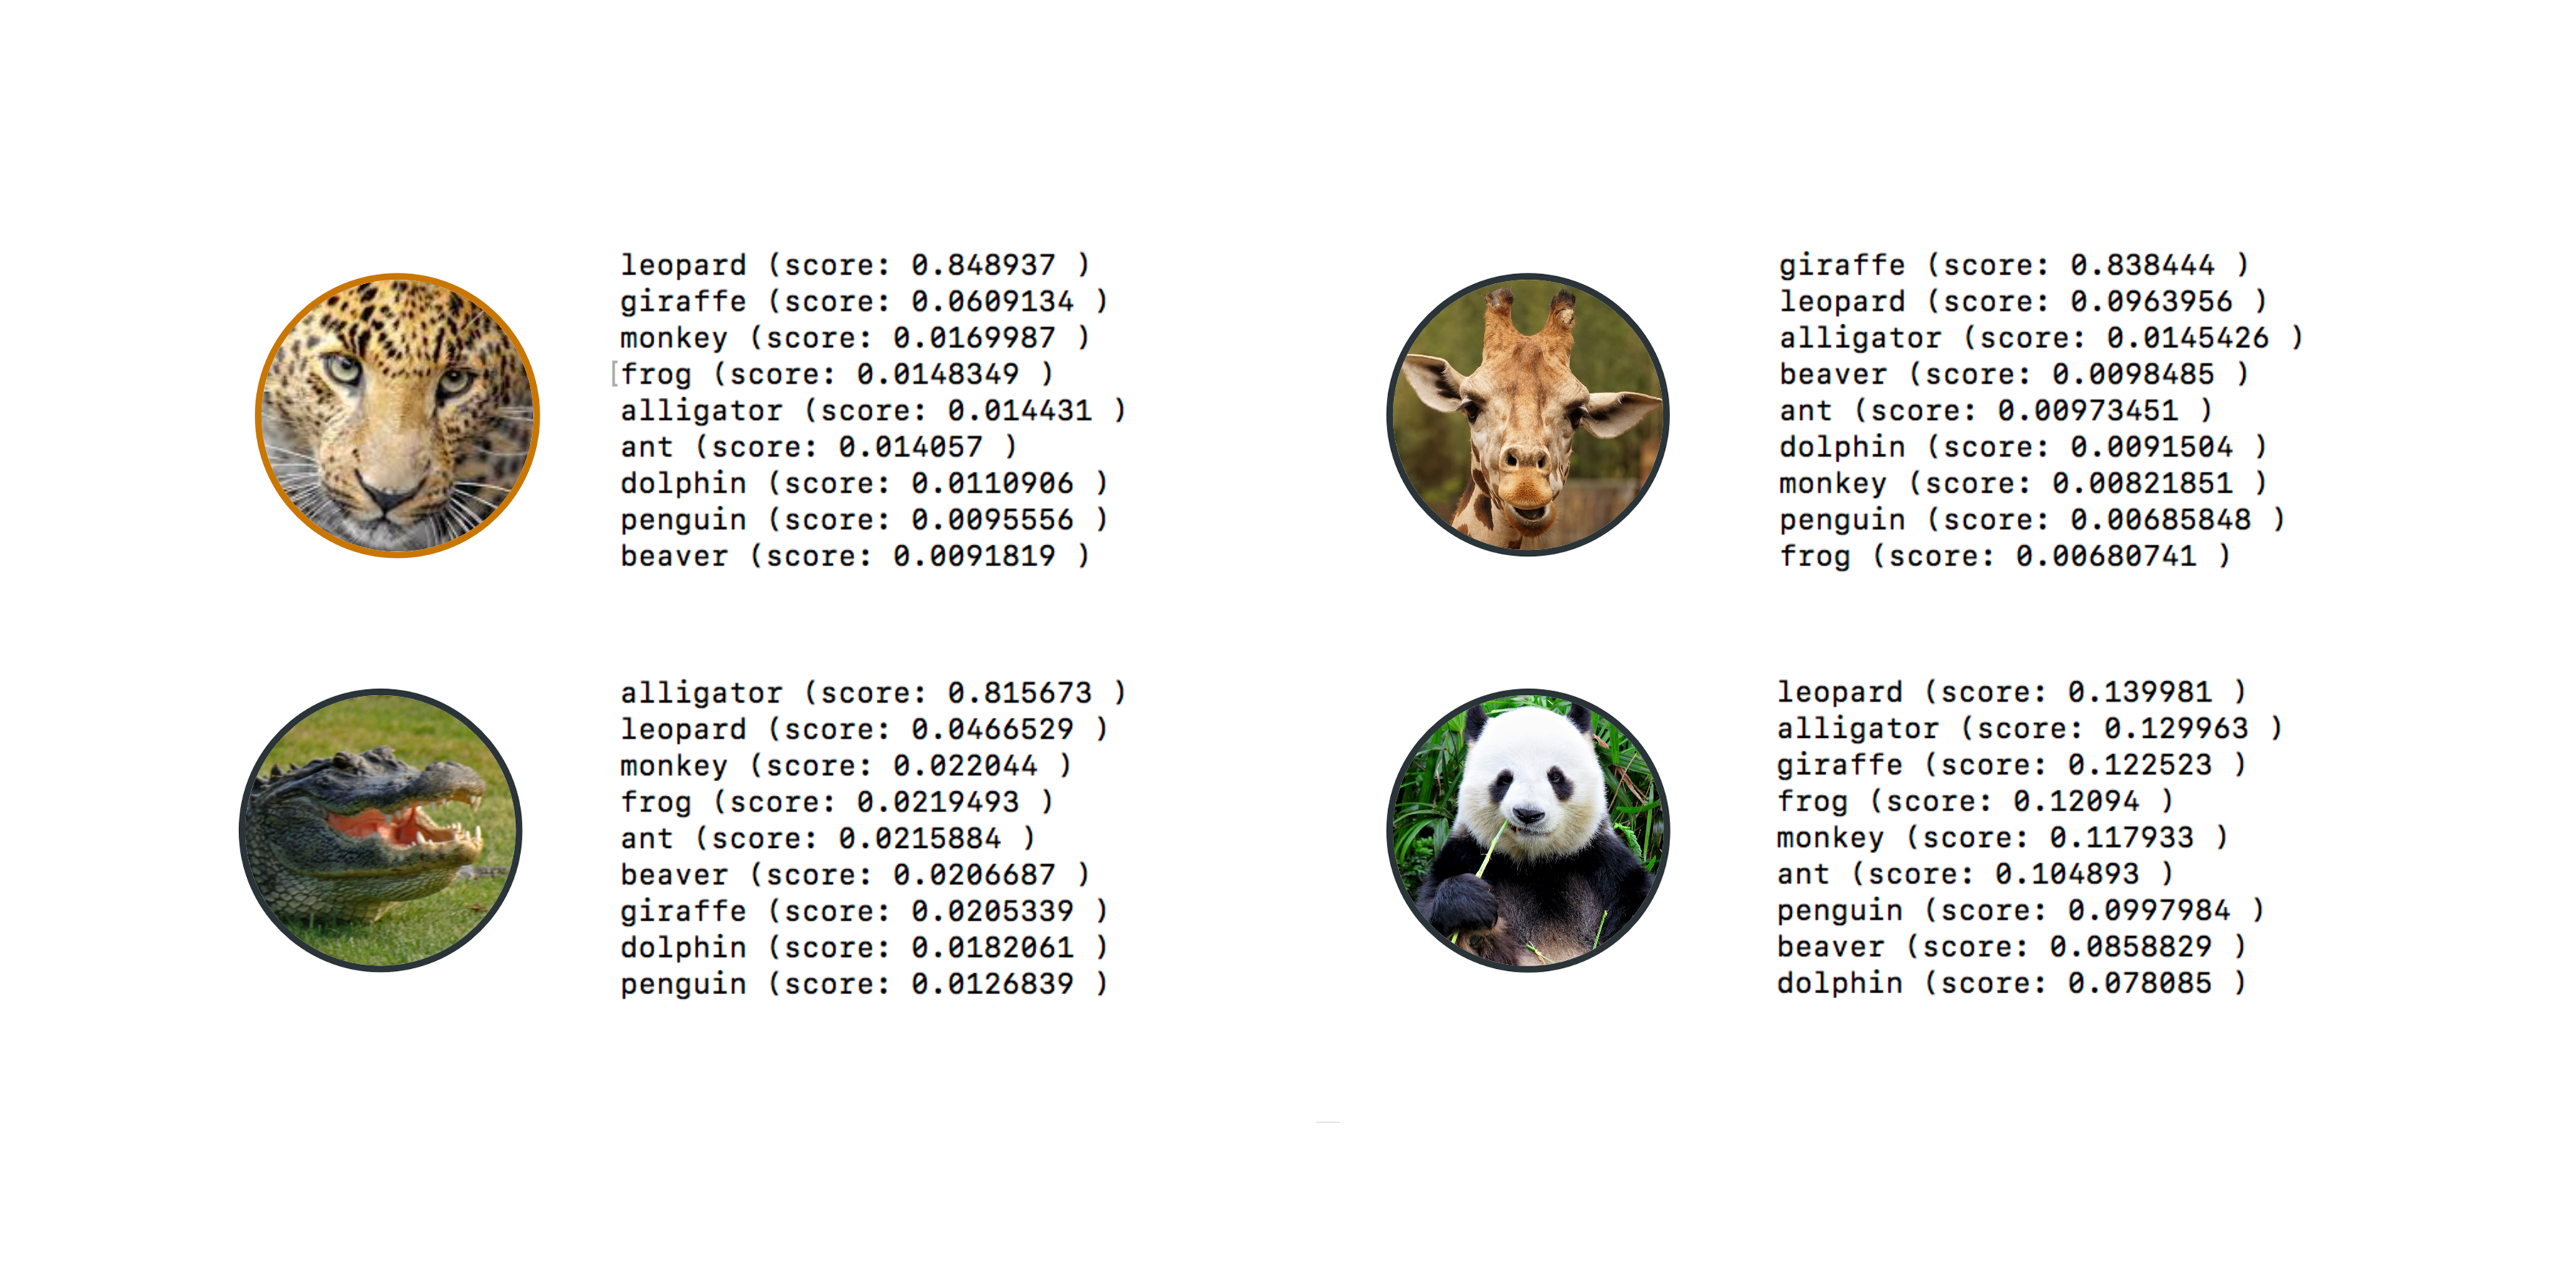 leopard (score: 0.848937 )
giraffe (score: 0.0609134 )
monkey (score: 0.0169987 )
[frog (score: 0.0148349 )
alligator (score: 0.014431 )
ant (score: 0.014057 )
dolphin (score: 0.0110906 )
penguin (score: 0.0095556 )
beaver (score: 0.0091819 )
giraffe (score: 0.838444 )
leopard (score: 0.0963956 )
alligator (score: 0.0145426 )
beaver (score: 0.0098485 )
ant (score: 0.00973451 )
dolphin (score: 0.0091504 )
monkey (score: 0.00821851 )
penguin (score: 0.00685848 )
frog (score: 0.00680741 )
alligator (score: 0.815673 )
leopard (score: 0.0466529 )
monkey (score: 0.022044 )
frog (score: 0.0219493 )
ant (score: 0.0215884 )
beaver (score: 0.0206687 )
giraffe (score: 0.0205339 )
dolphin (score: 0.0182061 )
penguin (score: 0.0126839 )
leopard (score: 0.139981 )
alligator (score: 0.129963 )
giraffe (score: 0.122523 )
frog (score: 0.12094 )
monkey (score: 0.117933 )
ant (score: 0.104893 )
penguin (score: 0.0997984 )
beaver (score: 0.0858829 )
dolphin (score: 0.078085 )